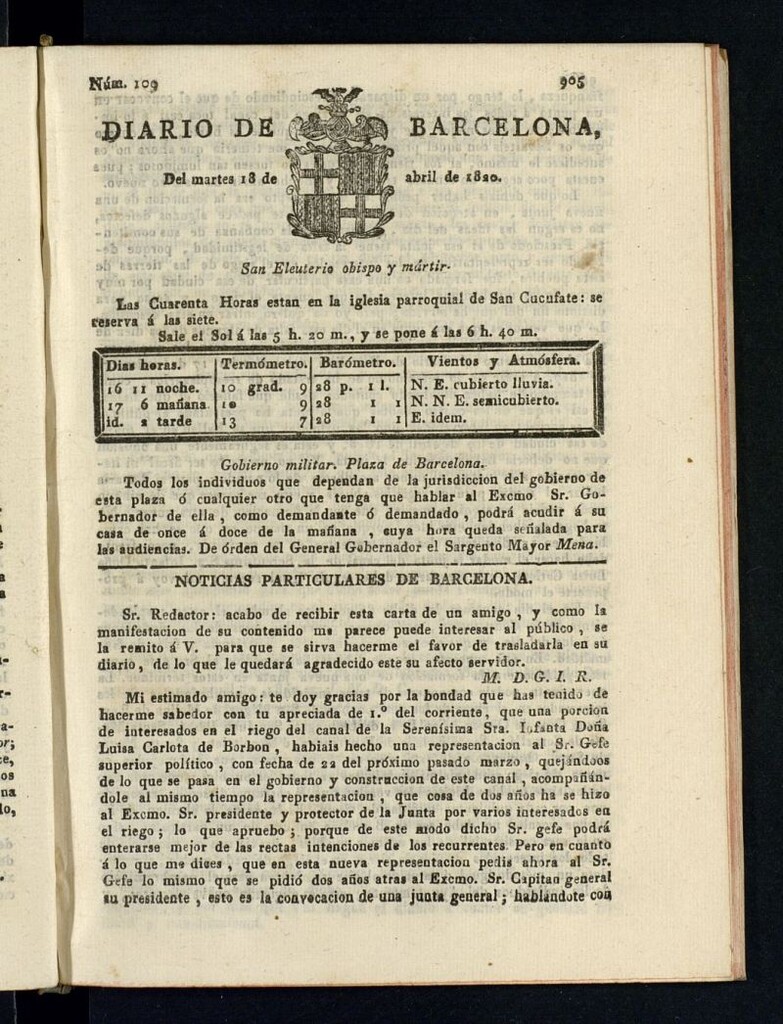 Núm. 109 905
DIARIO DE BARCELONA,
Del martes 18 de abril de 1820.
San Eleuterio obispo y mártir.
Las Cuarenta Horas estan en la iglesia parroquial de San Cucufate: se
reserva á las siete.
Sale el Sol á las 5 h. 20 m., y se pone á las 6 h. 40 m.
Dias horas. Termómetro. Barómetro. Vientos y Atmósfera.
16 11 noche. 10 grad. 9 28 p. 1 l. N. E. cubierto lluvia.
17 6 mañana 10 9 28 1 1 N. N. E. semicubierto.
id. 2 tarde 13 7 28 1 1 E. idem.
Gobierno militar. Plaza de Barcelona.
Todos los individuos que dependan de la jurisdiccion del gobierno de
esta plaza ó cualquier otro que tenga que hablar al Excmo Sr. Go-
bernador de ella, como demandante ó demandado, podrá acudir á su
casa de once á doce de la mañana, cuya hora queda señalada para
las audiencias. De órden del General Gobernador el Sargento Mayor Mena.
NOTICIAS PARTICULARES DE BARCELONA.
Sr. Redactor: acabo de recibir esta carta de un amigo, y como la
manifestacion de su contenido me parece puede interesar al público, se
la remito á V. para que se sirva hacerme el favor de trasladarla en su
diario, de lo que le quedará agradecido este su afecto servidor.
M. D. G. I. R.
Mi estimado amigo: te doy gracias por la bondad que has tenido de
hacerme sabedor con tu apreciada de 1.º del corriente, que una porcion
de interesados en el riego del canal de la Serenísima Sra. Infanta Doña
Luisa Carlota de Borbon, habiais hecho una representacion al Sr. Gefe
superior político, con fecha de 22 del próximo pasado marzo, quejándoos
de lo que se pasa en el gobierno y construccion de este canal, acompañán-
dole al mismo tiempo la representacion, que cosa de dos años ha se hizo
al Excmo. Sr. presidente y protector de la Junta por varios interesados en
el riego; lo que apruebo; porque de este modo dicho Sr. gefe podrá
enterarse mejor de las rectas intenciones de los recurrentes. Pero en cuanto
á lo que me dices, que en esta nueva representacion pedis ahora al Sr.
Gefe lo mismo que se pidió dos años atras al Excmo. Sr. Capitan general
su presidente, esto es la convocacion de una junta general; hablándote con